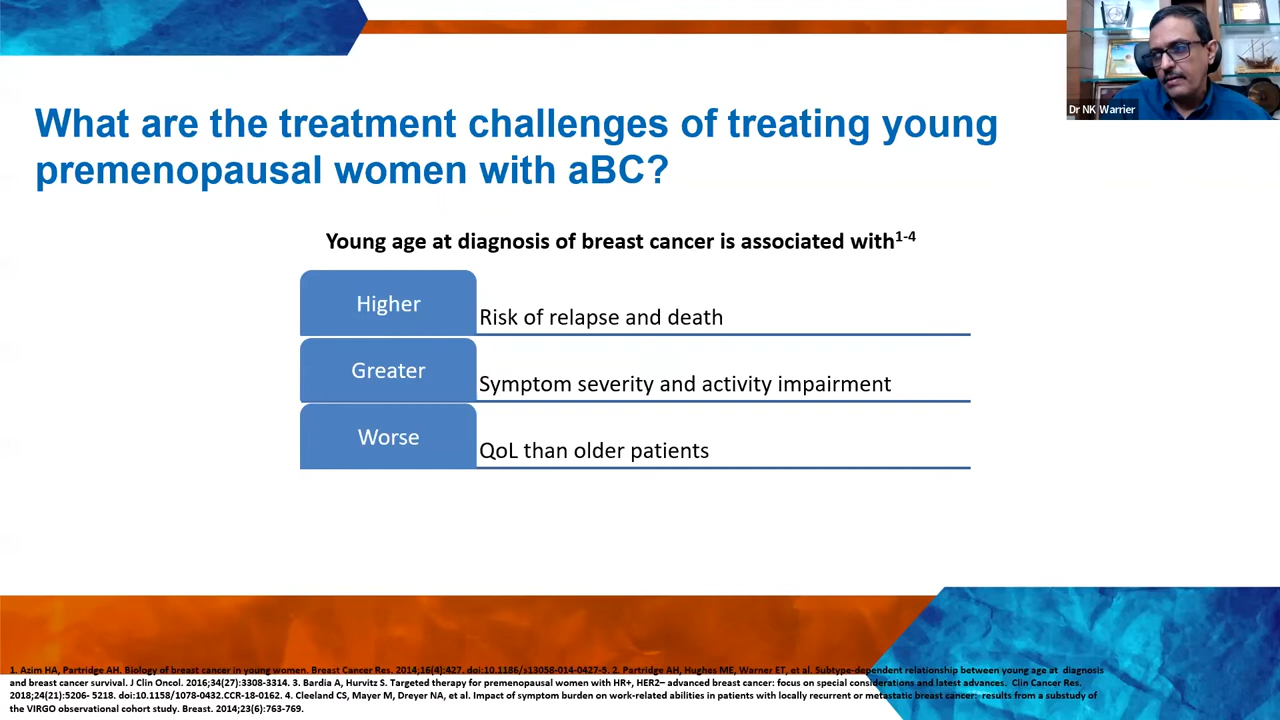 Dr NK Warrier
What are the treatment challenges of treating young
premenopausal women with aBC?
Young age at diagnosis of breast cancer is associated with1-4
Higher
Risk of relapse and death
Greater
Symptom severity and activity impairment
Worse
QoL than older patients
1. Azim HA, Partridge AH. Biology of breast cancer in young women. Breast Cancer Res. 2014;16(4):427. doi:10.1186/s13058-014-0427-5. 2. Partridge AH, Hughes ME, Warner ET, et al. Subtype-dependent relationship between young age at diagnosis
and breast cancer survival. J Clin Oncol. 2016;34(27):3308-3314. 3. Bardia A, Hurvitz S. Targeted therapy for premenopausal women with HR+, HER2− advanced breast cancer: focus on special considerations and latest advances. Clin Cancer Res.
2018;24(21):5206- 5218. doi:10.1158/1078-0432.CCR-18-0162. 4. Cleeland CS, Mayer M, Dreyer NA, et al. Impact of symptom burden on work-related abilities in patients with locally recurrent or metastatic breast cancer: results from a substudy of
the VIRGO observational cohort study. Breast. 2014;23(6):763-769.